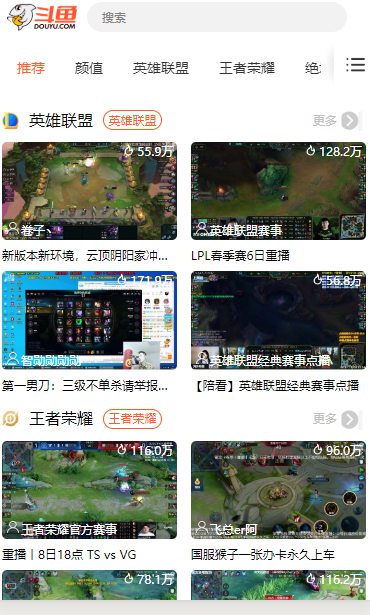 斗鱼 搜索
DOUYU.COM
推荐 颜值 英雄联盟 王者荣耀 绝
英雄联盟 英雄联盟 更多
55.9万 128.2万
卷子丶 英雄联盟赛事
新版本新环境，云顶阴阳家冲... LPL春季赛6日重播
171.9万 56.8万
智勋勋勋勋 英雄联盟经典赛事点播
第一男刀：三级不单杀请举报... 【陪看】英雄联盟经典赛事点播
王者荣耀 王者荣耀 更多
116.0万 96.0万
王者荣耀官方赛事 飞总er阿
重播丨8日18点 TS vs VG 国服猴子一张办卡永久上车
78.1万 116.2万